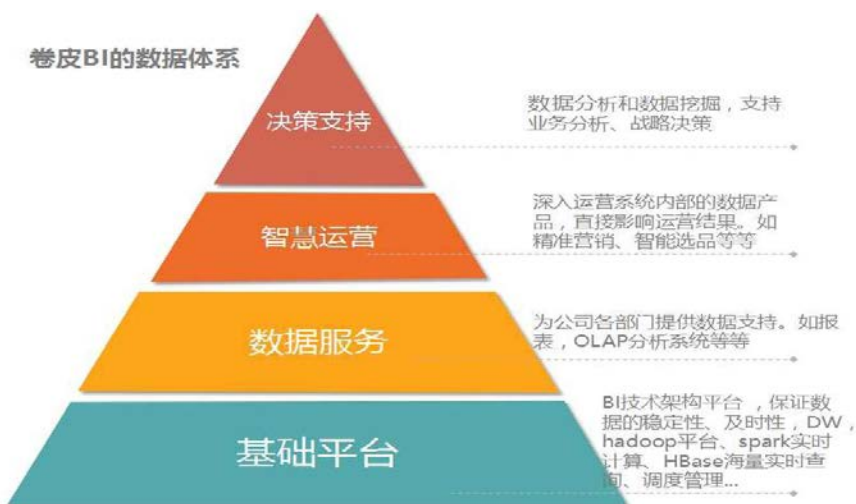 卷皮BI的数据体系
决策支持
数据分析和数据挖掘，支持
业务分析、战略决策
智慧运营
深入运营系统内部的数据产
品，直接影响运营结果。如
精准营销、智能选品等等
数据服务
为公司各部门提供数据支持。如报
表，OLAP分析系统等等
基础平台
BI技术架构平台 ，保证数
据的稳定性、及时性，DW，
hadoop平台、spark实时
计算、HBase海量实时查
询、调度管理...